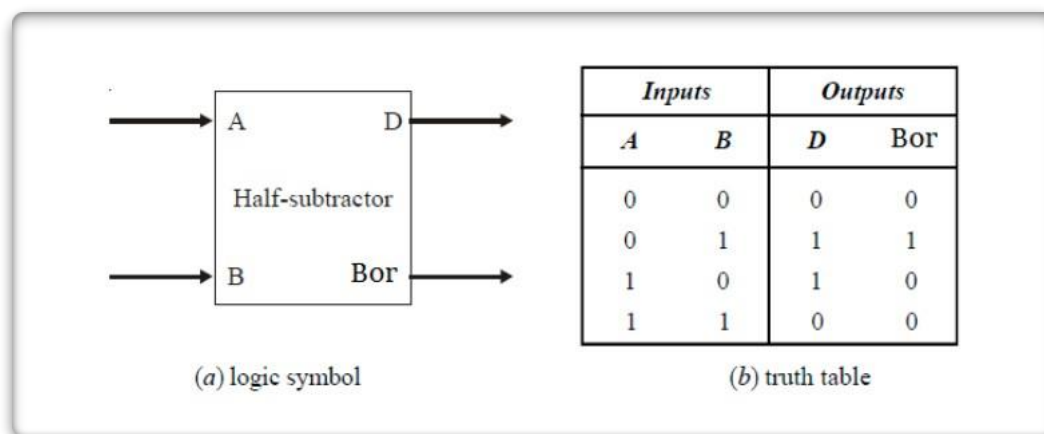 A D
Half-subtractor
B Bor
(a) logic symbol
Inputs Outputs
A B D Bor
0 0 0 0
0 1 1 1
1 0 1 0
1 1 0 0
(b) truth table